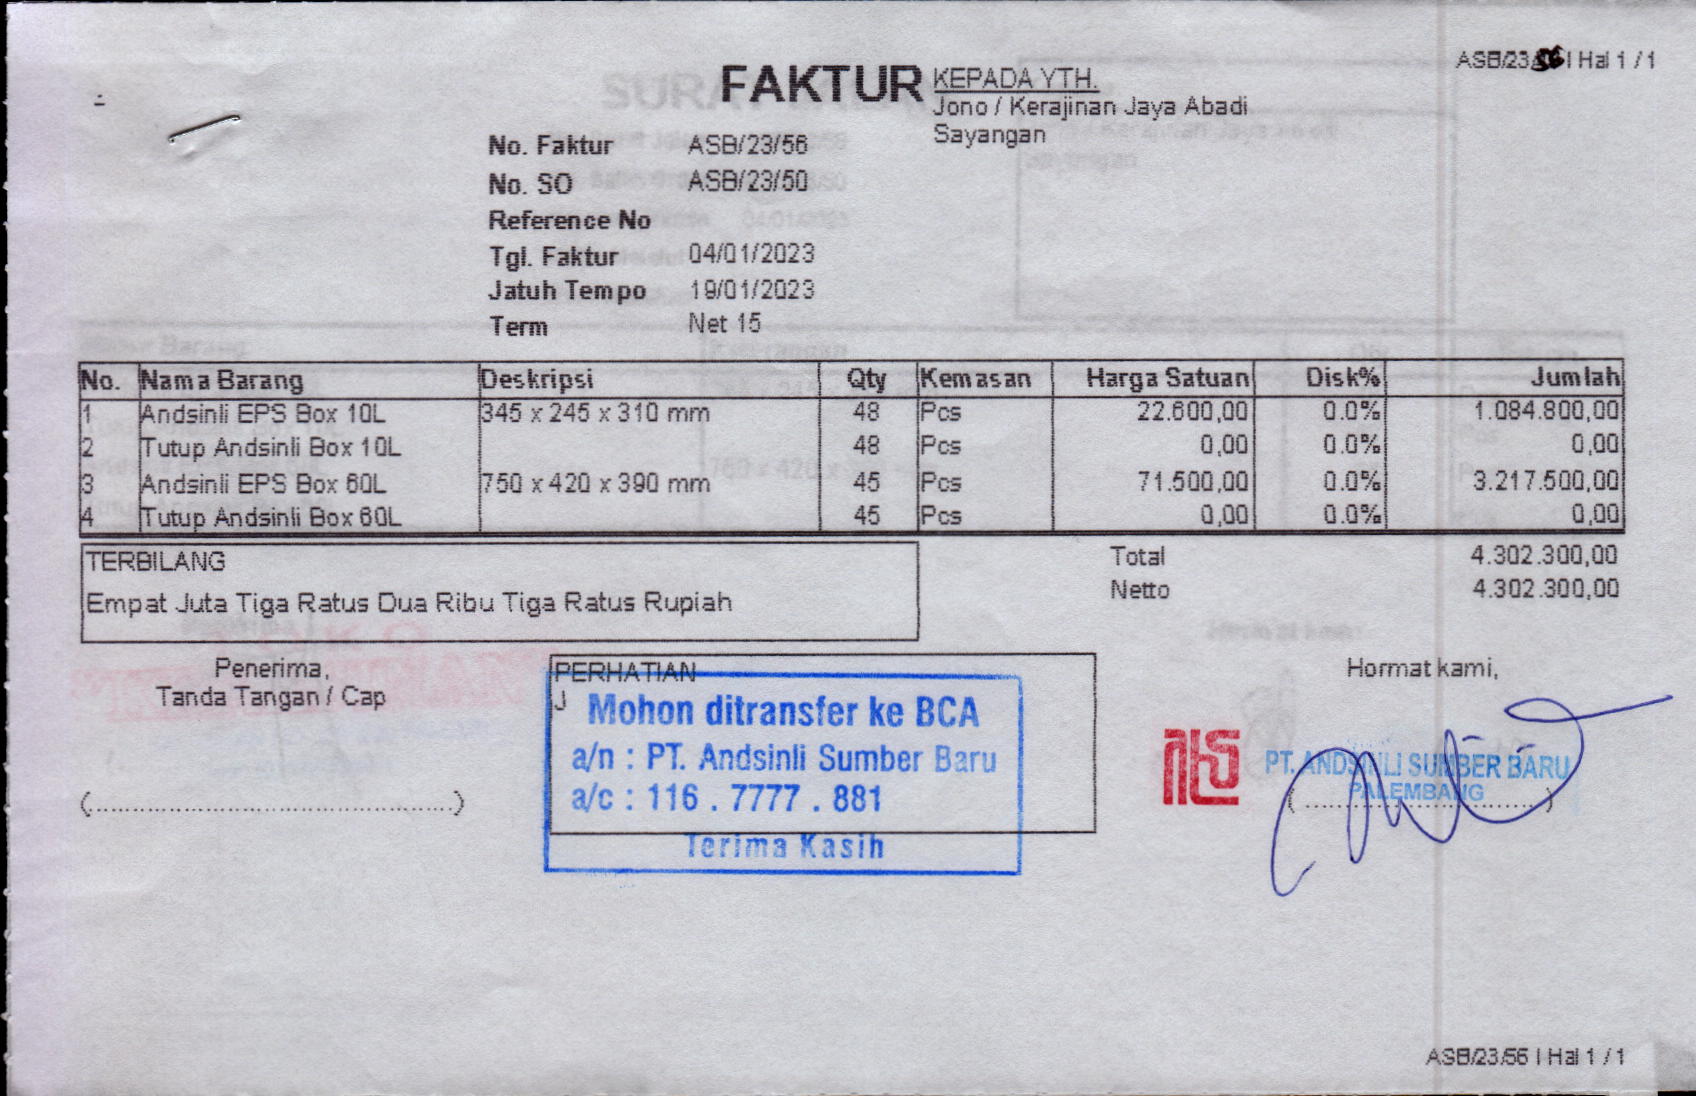 ASB/23/56 | Hal 1 / 1
FAKTUR
KEPADA YTH.
Jono / Kerajinan Jaya Abadi
Sayangan
No. Faktur ASB/23/56
No. SO ASB/23/50
Reference No
Tgl. Faktur 04/01/2023
Jatuh Tempo 19/01/2023
Term Net 15
No. Nama Barang Deskripsi Qty Kemasan Harga Satuan Disk% Jumlah
1 Andsinli EPS Box 10L 345 x 245 x 310 mm 48 Pcs 22.600,00 0.0% 1.084.800,00
2 Tutup Andsinli Box 10L 48 Pcs 0,00 0.0% 0,00
3 Andsinli EPS Box 60L 750 x 420 x 390 mm 45 Pcs 71.500,00 0.0% 3.217.500,00
4 Tutup Andsinli Box 60L 45 Pcs 0,00 0.0% 0,00
TERBILANG
Empat Juta Tiga Ratus Dua Ribu Tiga Ratus Rupiah
Total 4.302.300,00
Netto 4.302.300,00
Penerima,
Tanda Tangan / Cap
(..................................................)
PERHATIAN
J
Mohon ditransfer ke BCA
a/n : PT. Andsinli Sumber Baru
a/c : 116 . 7777 . 881
Terima Kasih
Hormat kami,
PT. ANDSINLI SUMBER BARU
PALEMBANG
(..................................)
ASB/23/56 | Hal 1 / 1